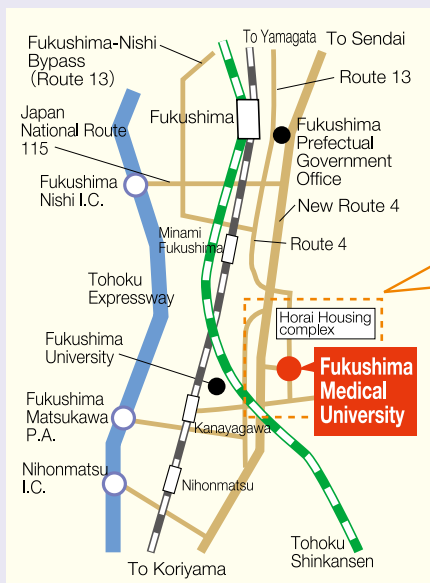 To Yamagata
To Sendai
Fukushima-Nishi
Bypass
(Route 13)
Route 13
Japan
National Route
115
Fukushima
Fukushima
Prefectual
Government
Office
Fukushima
Nishi I.C.
New Route 4
Minami
Fukushima
Route 4
Tohoku
Expressway
Horai Housing
complex
Fukushima
University
Fukushima
Medical
University
Fukushima
Matsukawa
P.A.
Kanayagawa
Nihonmatsu
I.C.
Nihonmatsu
Tohoku
Shinkansen
To Koriyama